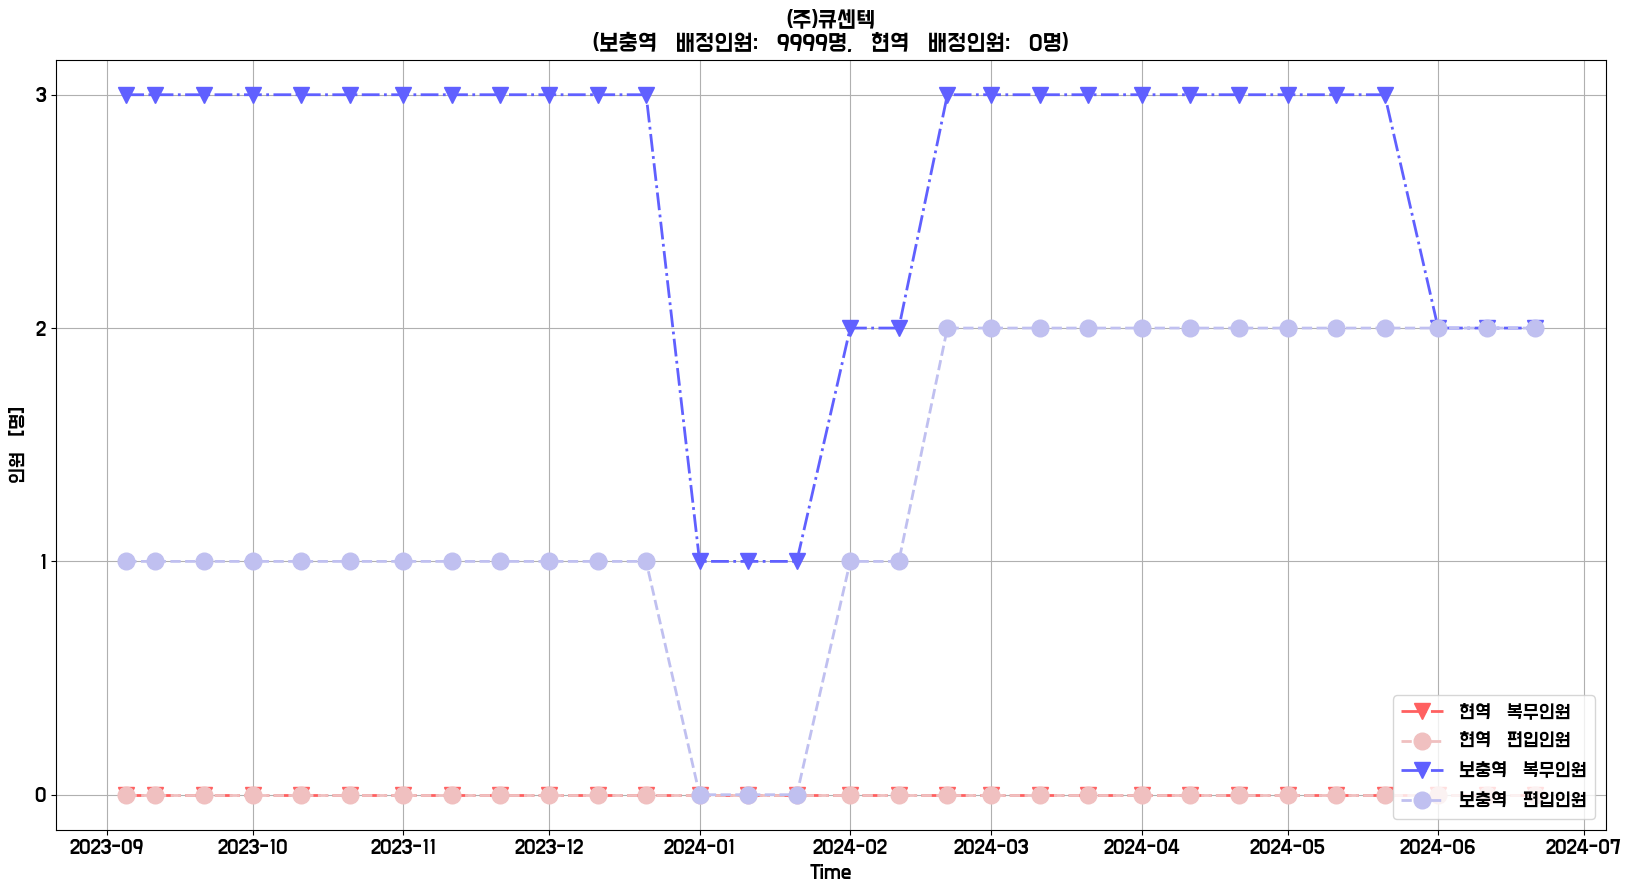 (주)큐센텍
(보충역 배정인원: 9999명, 현역 배정인원: 0명)
인원 [명]
3
2
1
0
현역 복무인원
현역 편입인원
보충역 복무인원
보충역 편입인원
2023-09 2023-10 2023-11 2023-12 2024-01 2024-02 2024-03 2024-04 2024-05 2024-06 2024-07
Time